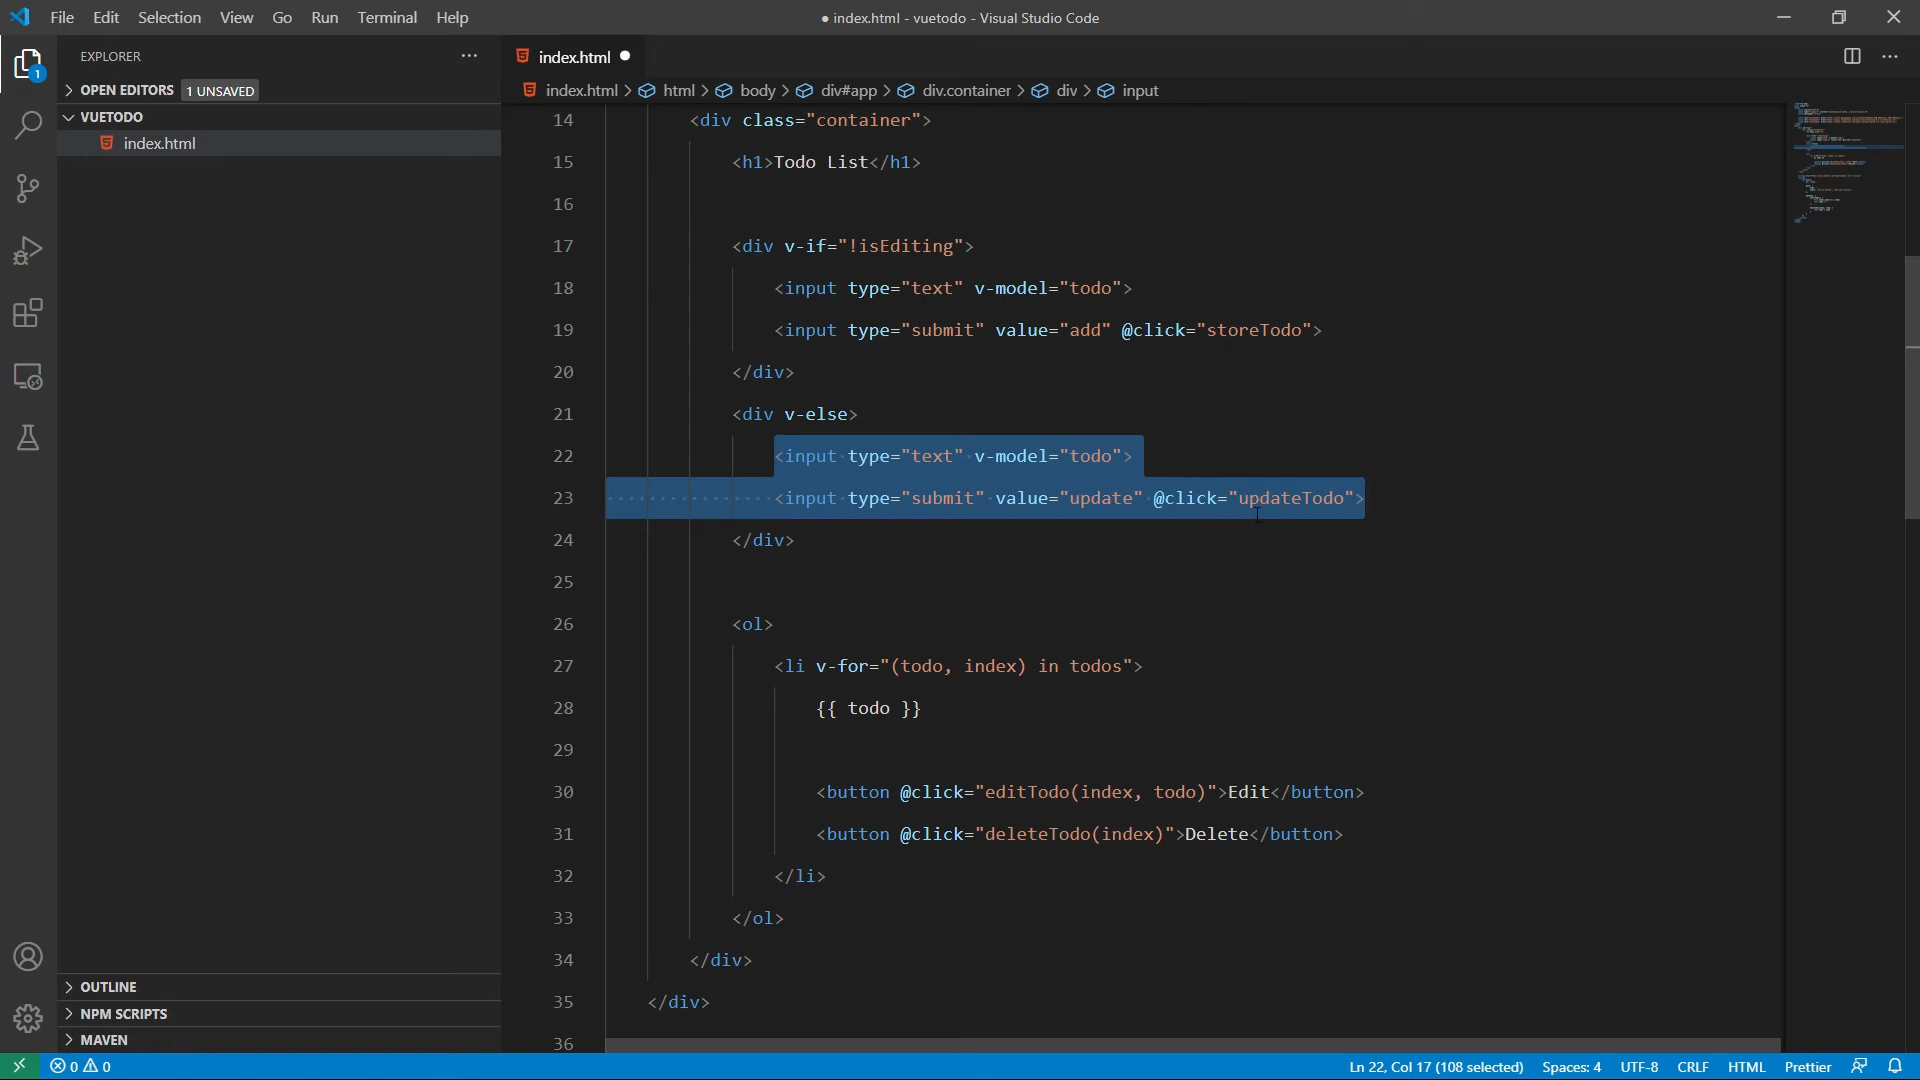 File Edit Selection View Go Run Terminal Help
● index.html - vuetodo - Visual Studio Code
EXPLORER
OPEN EDITORS 1 UNSAVED
VUETODO
index.html
OUTLINE
NPM SCRIPTS
MAVEN
1
index.html
index.html > html > body > div#app > div.container > div > input
14 <div class="container">
15 <h1>Todo List</h1>
16
17 <div v-if="!isEditing">
18 <input type="text" v-model="todo">
19 <input type="submit" value="add" @click="storeTodo">
20 </div>
21 <div v-else>
22 <input type="text" v-model="todo">
23 <input type="submit" value="update" @click="updateTodo">
24 </div>
25
26 <ol>
27 <li v-for="(todo, index) in todos">
28 {{ todo }}
29
30 <button @click="editTodo(index, todo)">Edit</button>
31 <button @click="deleteTodo(index)">Delete</button>
32 </li>
33 </ol>
34 </div>
35 </div>
36
0 0
Ln 22, Col 17 (108 selected) Spaces: 4 UTF-8 CRLF HTML Prettier